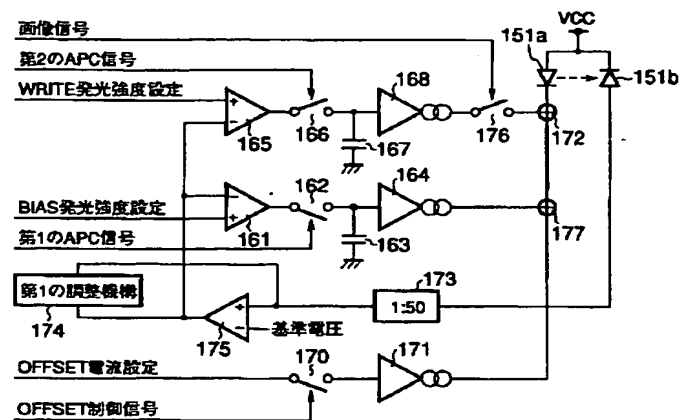 画像信号
第2のAPC信号
WRITE発光強度設定
BIAS発光強度設定
第1のAPC信号
第1の調整機構
174
OFFSET電流設定
OFFSET制御信号
VCC
151a
151b
165
166
167
168
176
172
161
162
163
164
177
175
基準電圧
1:50
173
170
171
+
−
−
+
+
−